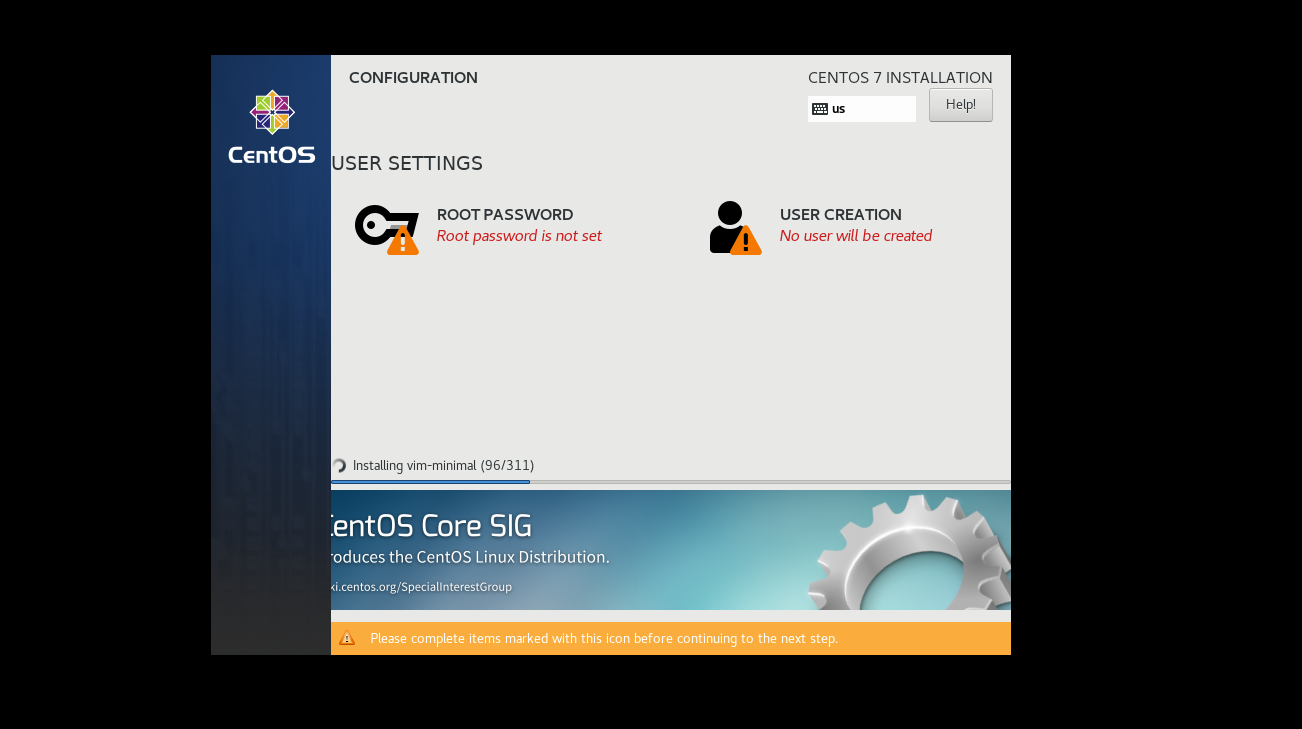 CONFIGURATION
CENTOS 7 INSTALLATION
us
Help!
CentOS
USER SETTINGS
ROOT PASSWORD
Root password is not set
USER CREATION
No user will be created
Installing vim-minimal (96/311)
CentOS Core SIG
roduces the CentOS Linux Distribution.
ki.centos.org/SpecialInterestGroup
Please complete items marked with this icon before continuing to the next step.